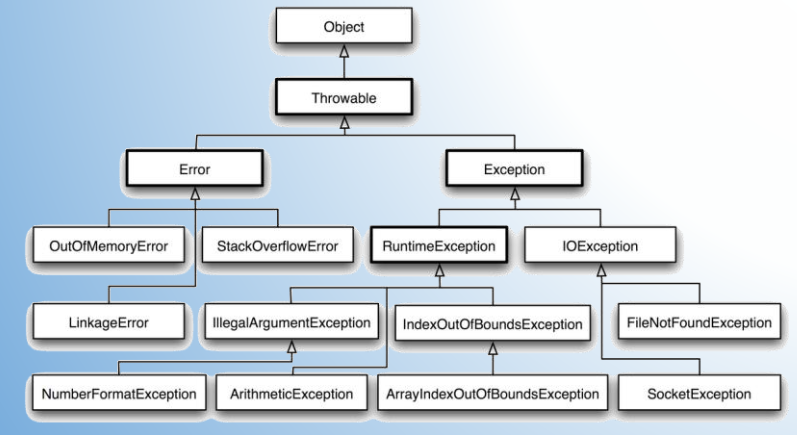 Object
Throwable
Error
Exception
OutOfMemoryError
StackOverflowError
RuntimeException
IOException
LinkageError
IllegalArgumentException
IndexOutOfBoundsException
FileNotFoundException
NumberFormatException
ArithmeticException
ArrayIndexOutOfBoundsException
SocketException